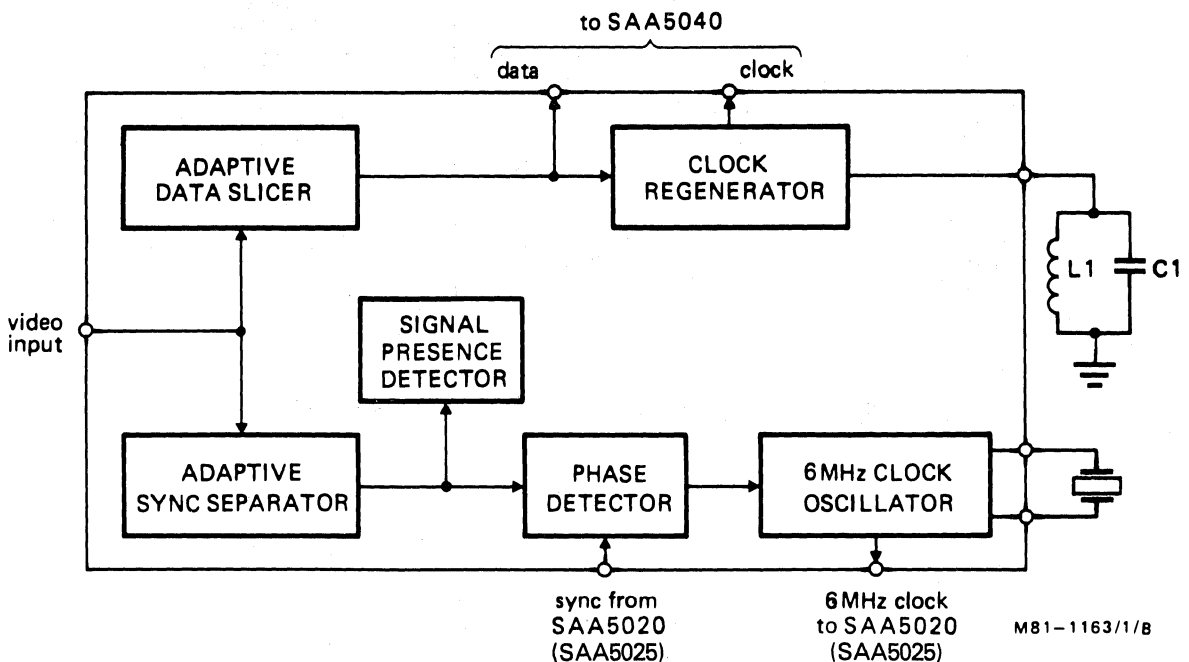 to SAA5040
data
clock
ADAPTIVE
DATA SLICER
CLOCK
REGENERATOR
L1
C1
video
input
SIGNAL
PRESENCE
DETECTOR
ADAPTIVE
SYNC SEPARATOR
PHASE
DETECTOR
6MHz CLOCK
OSCILLATOR
sync from
SAA5020
(SAA5025)
6MHz clock
to SAA5020
(SAA5025)
M81-1163/1/B